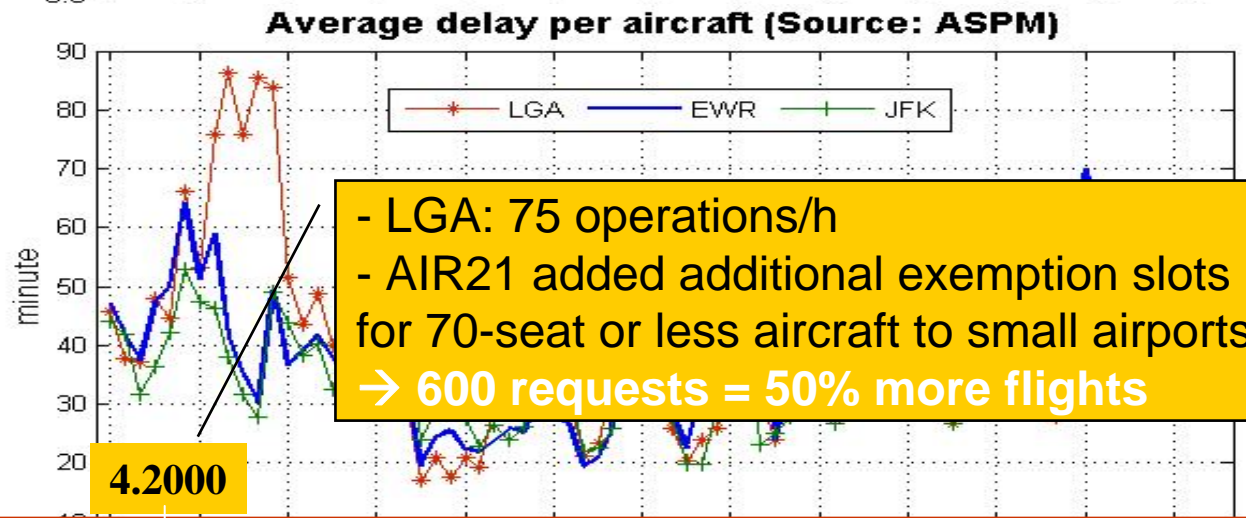 Average delay per aircraft (Source: ASPM)
90
80
70
60
50
40
30
20
minute
LGA EWR JFK
- LGA: 75 operations/h
- AIR21 added additional exemption slots
for 70-seat or less aircraft to small airports
→ 600 requests = 50% more flights
4.2000